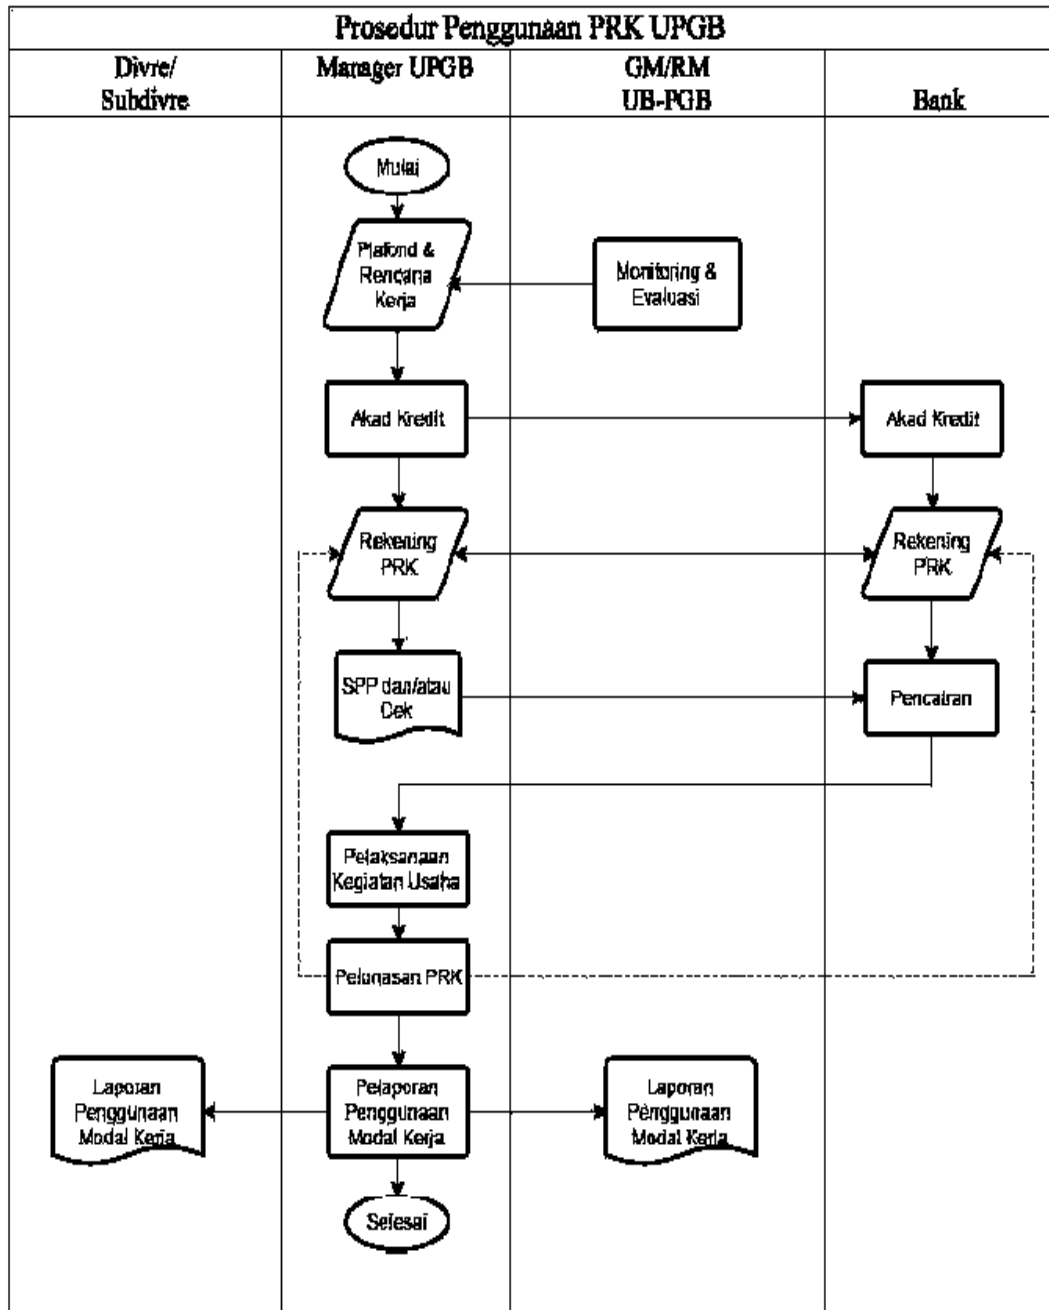 Prosedur Penggunaan PRK UPGB
Divre/
Subdivre
Manager UPGB
GM/RM
UB-PGB
Bank
Mulai
Plafond &
Rencana
Kerja
Monitoring &
Evaluasi
Akad Kredit
Akad Kredit
Rekening
PRK
Rekening
PRK
SPP dan/atau
Cek
Pencairan
Pelaksanaan
Kegiatan Usaha
Pelunasan PRK
Laporan
Penggunaan
Modal Kerja
Pelaporan
Penggunaan
Modal Kerja
Laporan
Penggunaan
Modal Kerja
Selesai